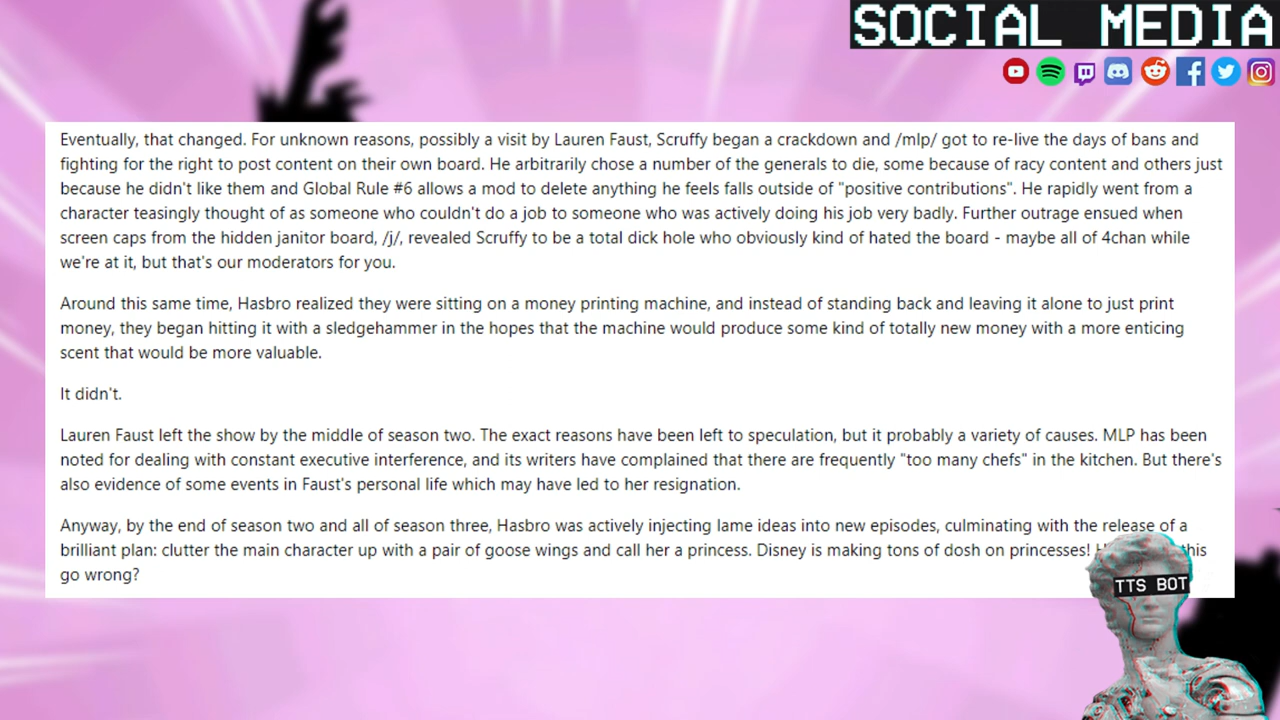 SOCIAL MEDIA
Eventually, that changed. For unknown reasons, possibly a visit by Lauren Faust, Scruffy began a crackdown and /mlp/ got to re-live the days of bans and
fighting for the right to post content on their own board. He arbitrarily chose a number of the generals to die, some because of racy content and others just
because he didn't like them and Global Rule #6 allows a mod to delete anything he feels falls outside of "positive contributions". He rapidly went from a
character teasingly thought of as someone who couldn't do a job to someone who was actively doing his job very badly. Further outrage ensued when
screen caps from the hidden janitor board, /j/, revealed Scruffy to be a total dick hole who obviously kind of hated the board - maybe all of 4chan while
we're at it, but that's our moderators for you.
Around this same time, Hasbro realized they were sitting on a money printing machine, and instead of standing back and leaving it alone to just print
money, they began hitting it with a sledgehammer in the hopes that the machine would produce some kind of totally new money with a more enticing
scent that would be more valuable.
It didn't.
Lauren Faust left the show by the middle of season two. The exact reasons have been left to speculation, but it probably a variety of causes. MLP has been
noted for dealing with constant executive interference, and its writers have complained that there are frequently "too many chefs" in the kitchen. But there's
also evidence of some events in Faust's personal life which may have led to her resignation.
Anyway, by the end of season two and all of season three, Hasbro was actively injecting lame ideas into new episodes, culminating with the release of a
brilliant plan: clutter the main character up with a pair of goose wings and call her a princess. Disney is making tons of dosh on princesses! this
go wrong?
TTS BOT